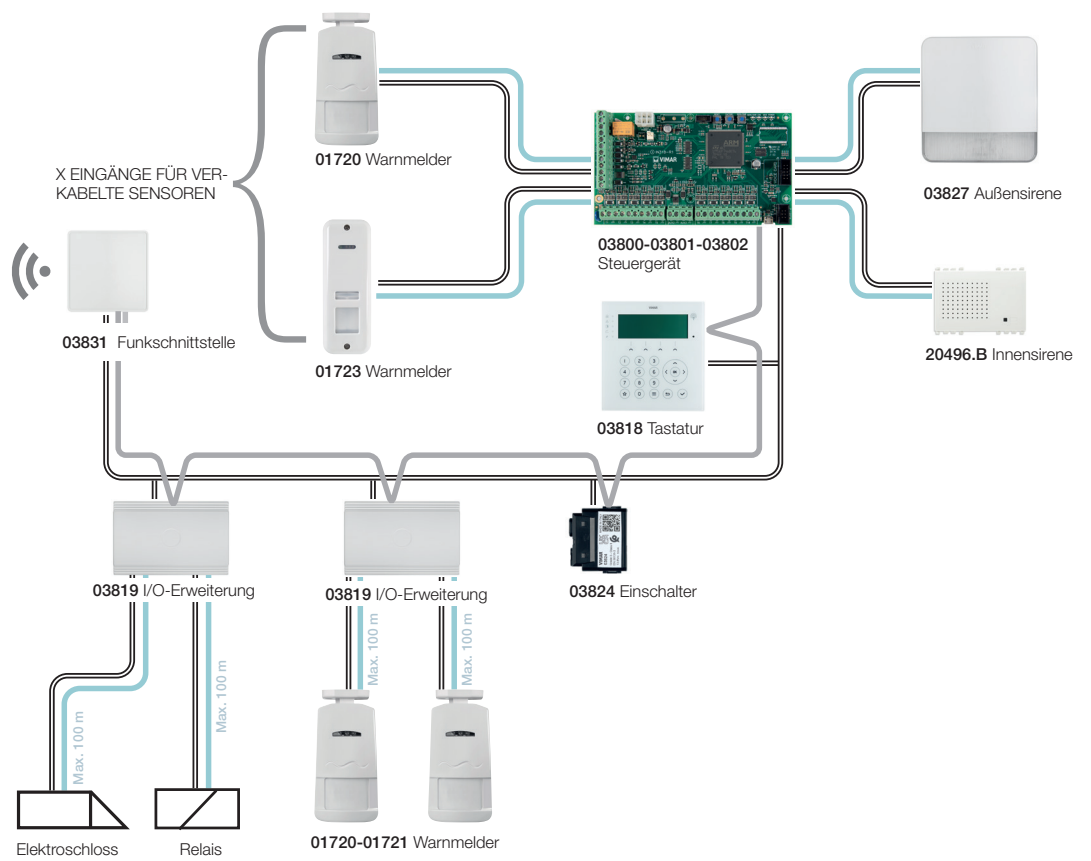 01720 Warnmelder
X EINGÄNGE FÜR VER-
KABELTE SENSOREN
VIMAR
03827 Außensirene
03800-03801-03802
Steuergerät
03831 Funkschnittstelle
01723 Warnmelder
20496.B Innensirene
03818 Tastatur
03819 I/O-Erweiterung
03819 I/O-Erweiterung
03824 Einschalter
Max. 100 m
Max. 100 m
Max. 100 m
Max. 100 m
Elektroschloss
Relais
01720-01721 Warnmelder